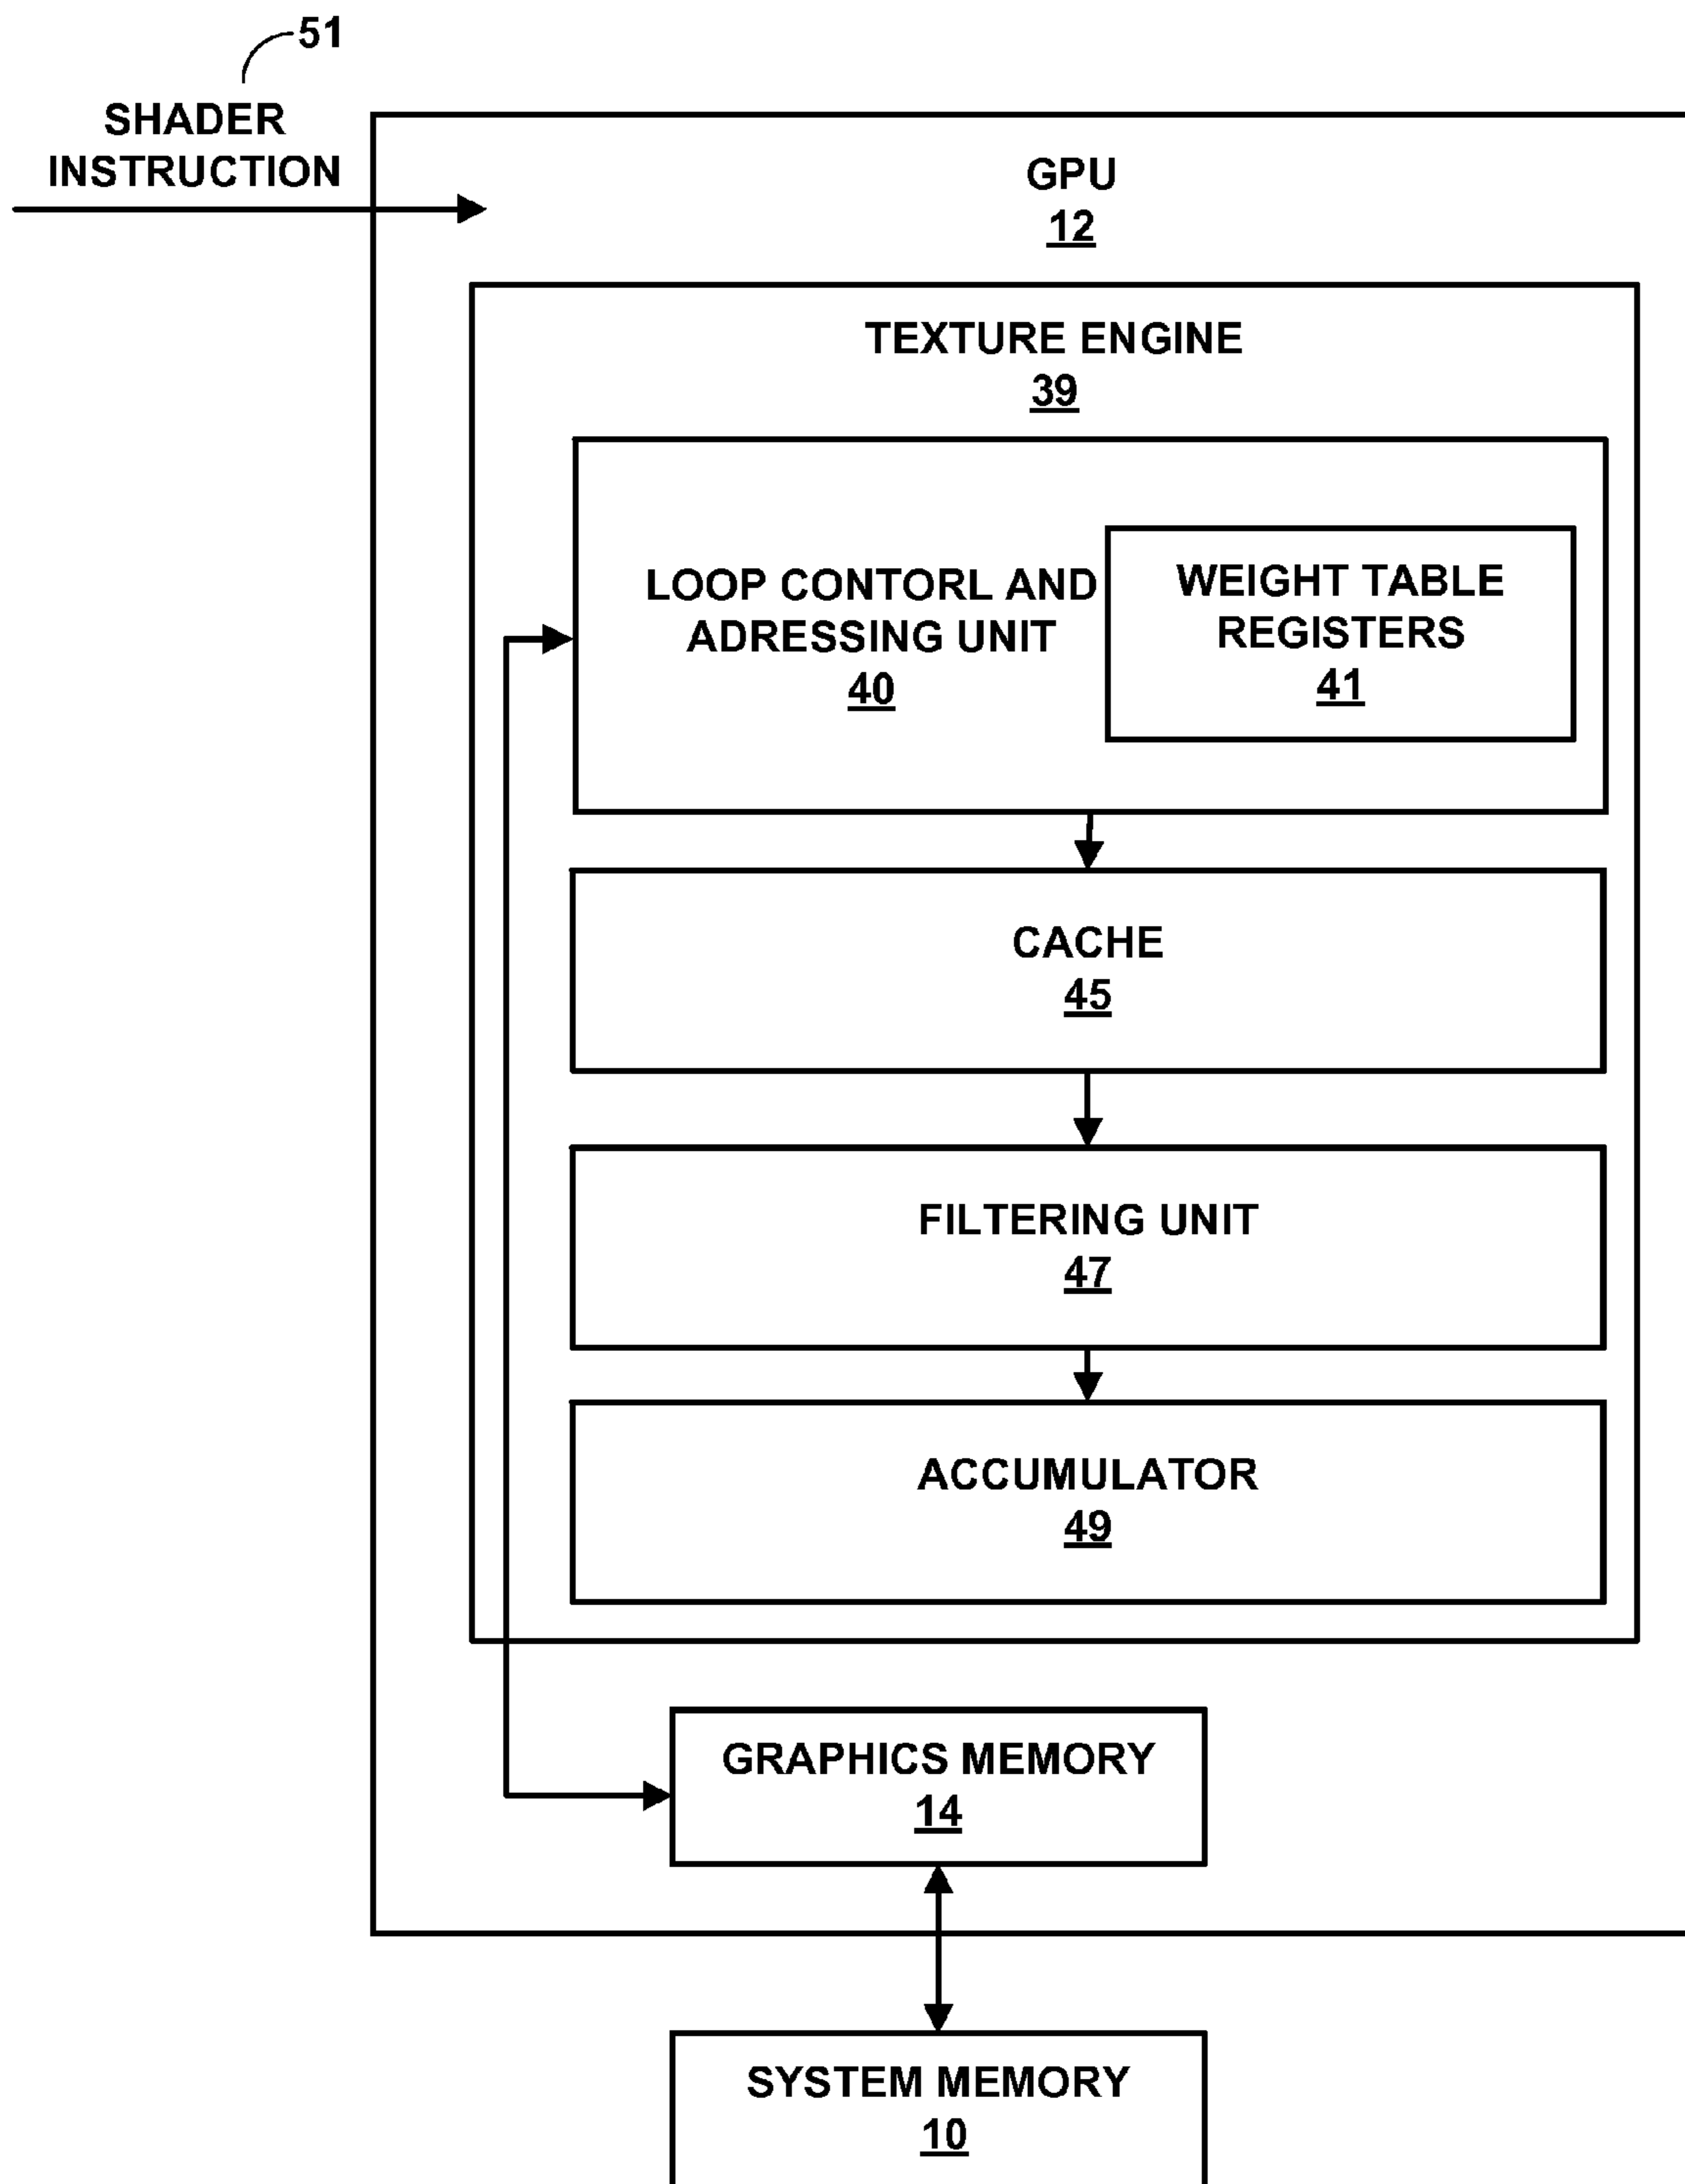 51
SHADER
INSTRUCTION
GPU
12
TEXTURE ENGINE
39
LOOP CONTORL AND
ADRESSING UNIT
40
WEIGHT TABLE
REGISTERS
41
CACHE
45
FILTERING UNIT
47
ACCUMULATOR
49
GRAPHICS MEMORY
14
SYSTEM MEMORY
10